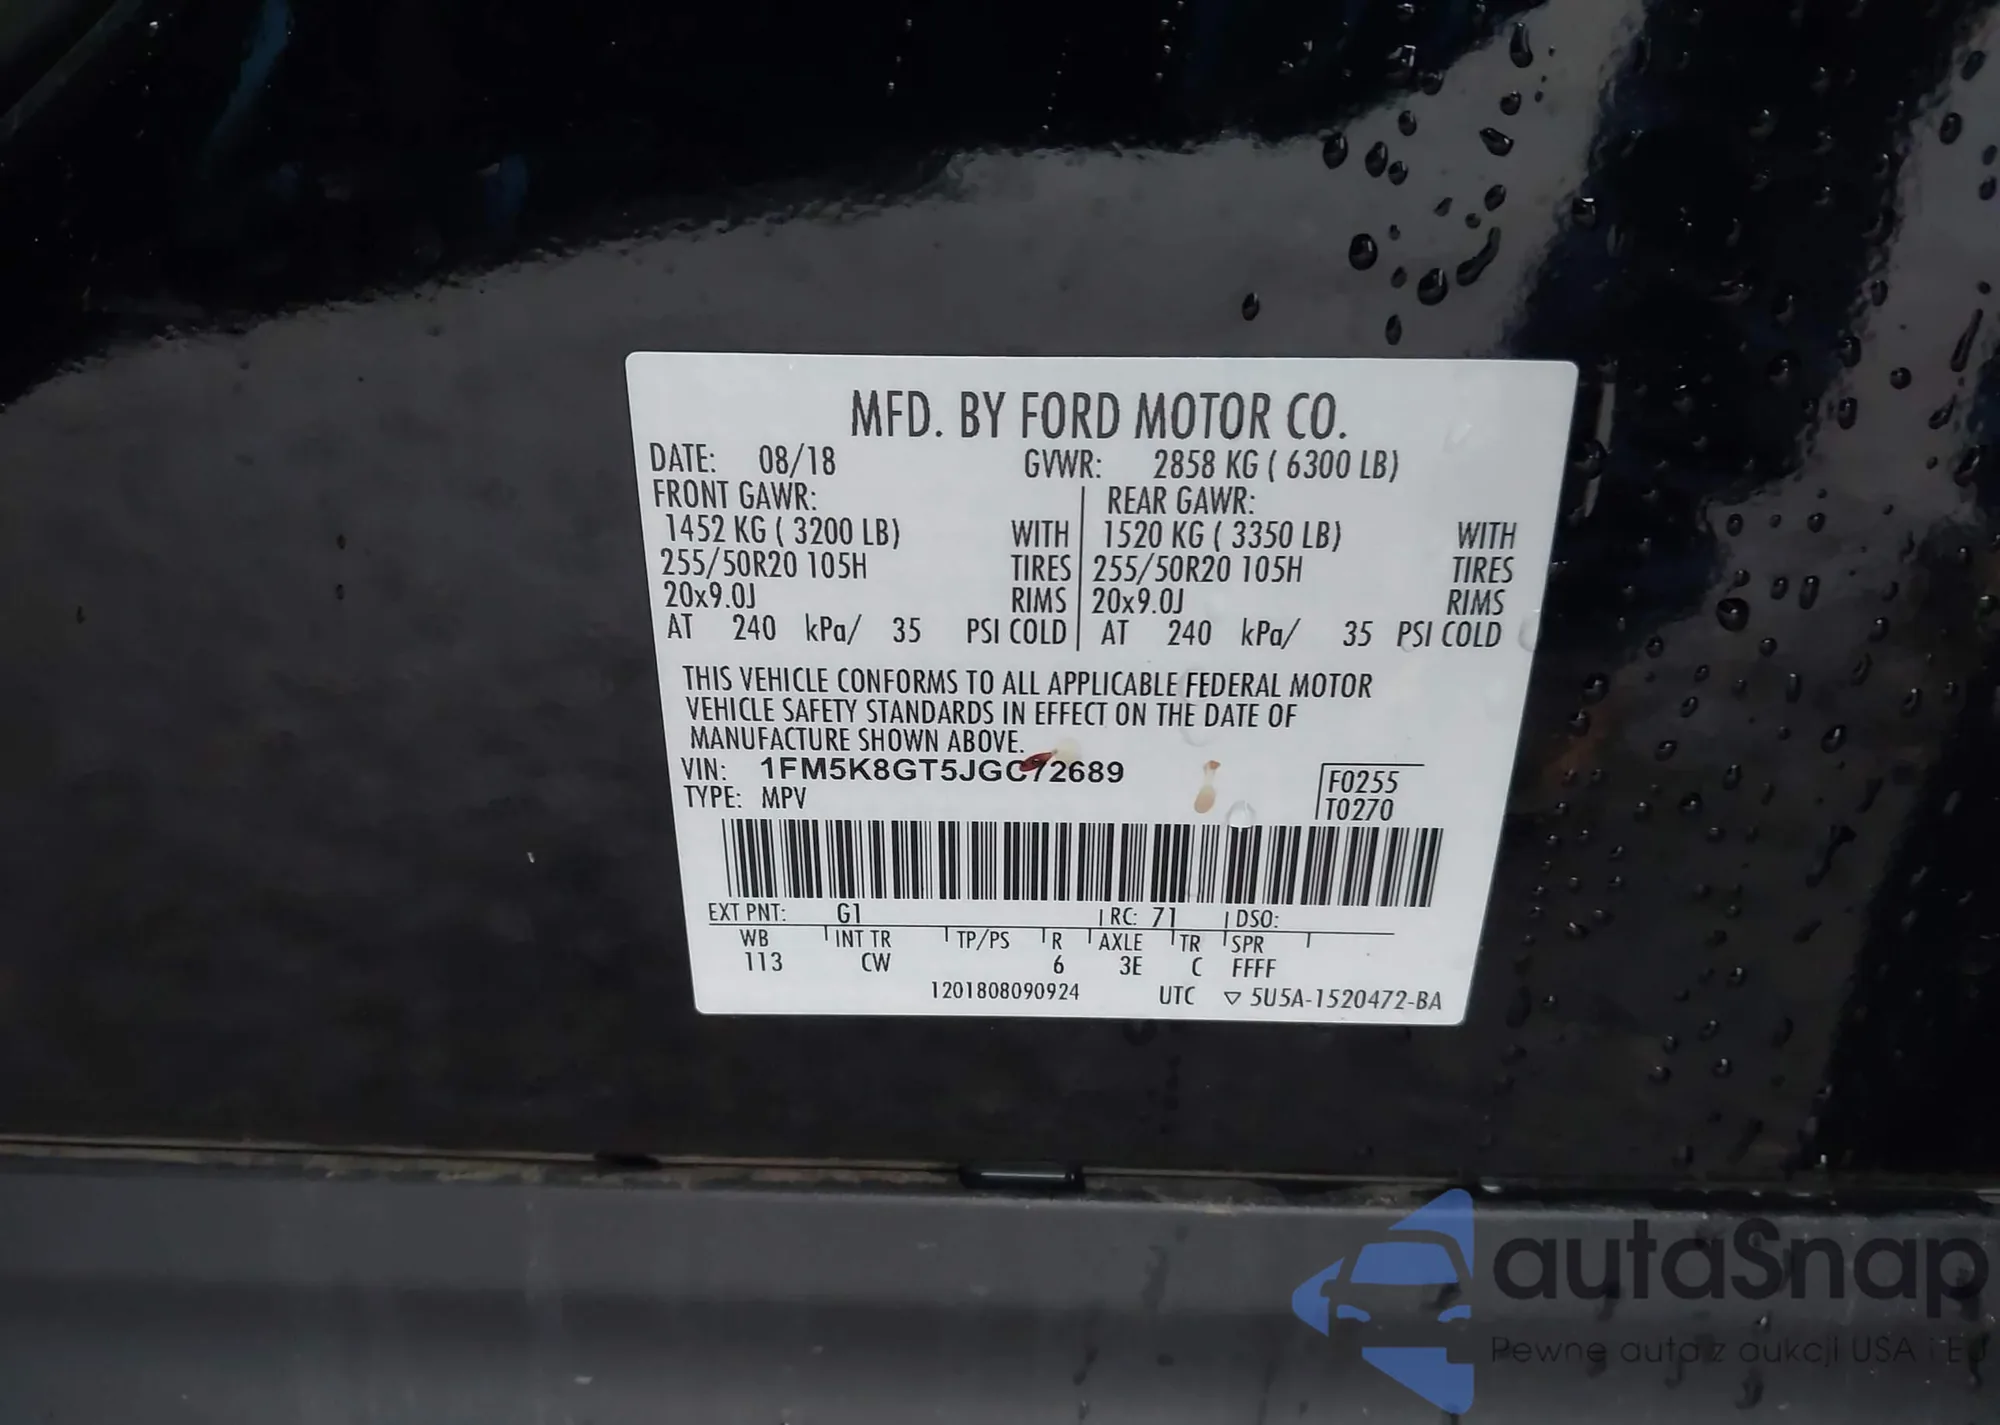 MFD. BY FORD MOTOR CO.
DATE: 08/18 GVWR: 2858 KG ( 6300 LB)
FRONT GAWR: REAR GAWR:
1452 KG ( 3200 LB) WITH 1520 KG ( 3350 LB) WITH
255/50R20 105H TIRES 255/50R20 105H TIRES
20x9.0J RIMS 20x9.0J RIMS
AT 240 kPa/ 35 PSI COLD AT 240 kPa/ 35 PSI COLD
THIS VEHICLE CONFORMS TO ALL APPLICABLE FEDERAL MOTOR
VEHICLE SAFETY STANDARDS IN EFFECT ON THE DATE OF
MANUFACTURE SHOWN ABOVE.
VIN: 1FM5K8GT5JGC72689
TYPE: MPV
F0255
T0270
EXT PNT: G1 RC: 71 DSO:
WB INT TR TP/PS R AXLE TR SPR
113 CW 6 3E C FFFF
1201808090924 UTC ▽ 5U5A-1520472-BA
autaSnap
Pewne auta z aukcji USA i EU